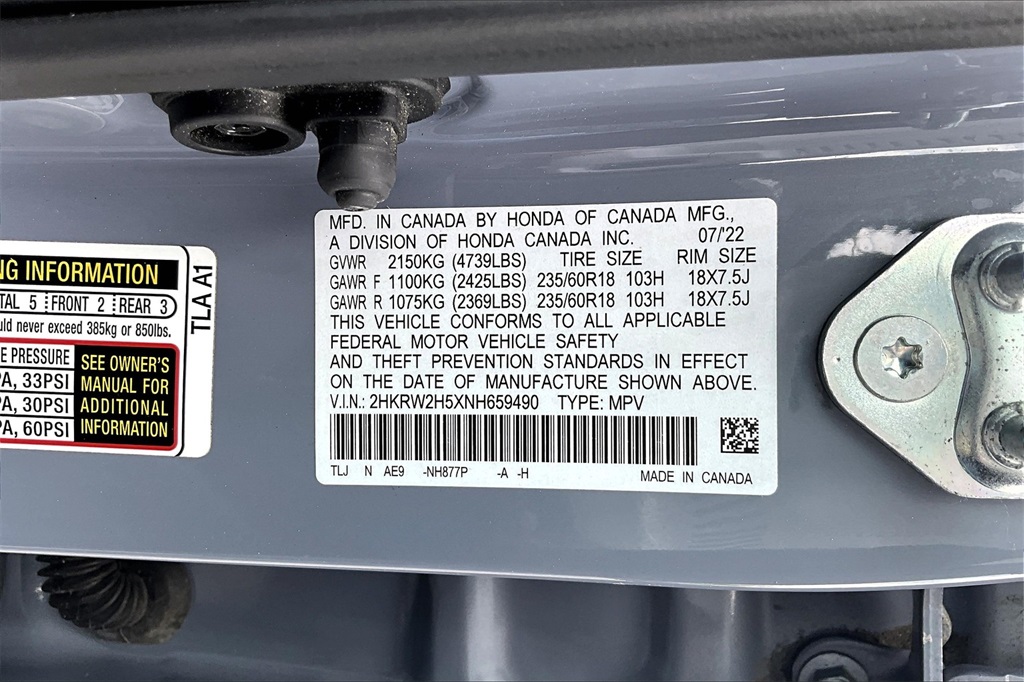 NG INFORMATION
TAL 5 FRONT 2 REAR 3
uld never exceed 385kg or 850lbs.
E PRESSURE
PA, 33PSI
PA, 30PSI
PA, 60PSI
SEE OWNER'S
MANUAL FOR
ADDITIONAL
INFORMATION
TLA A1
MFD. IN CANADA BY HONDA OF CANADA MFG.,
A DIVISION OF HONDA CANADA INC. 07/'22
GVWR 2150KG (4739LBS) TIRE SIZE RIM SIZE
GAWR F 1100KG (2425LBS) 235/60R18 103H 18X7.5J
GAWR R 1075KG (2369LBS) 235/60R18 103H 18X7.5J
THIS VEHICLE CONFORMS TO ALL APPLICABLE
FEDERAL MOTOR VEHICLE SAFETY
AND THEFT PREVENTION STANDARDS IN EFFECT
ON THE DATE OF MANUFACTURE SHOWN ABOVE.
V.I.N.: 2HKRW2H5XNH659490 TYPE: MPV
TLJ N AE9 -NH877P -A -H MADE IN CANADA